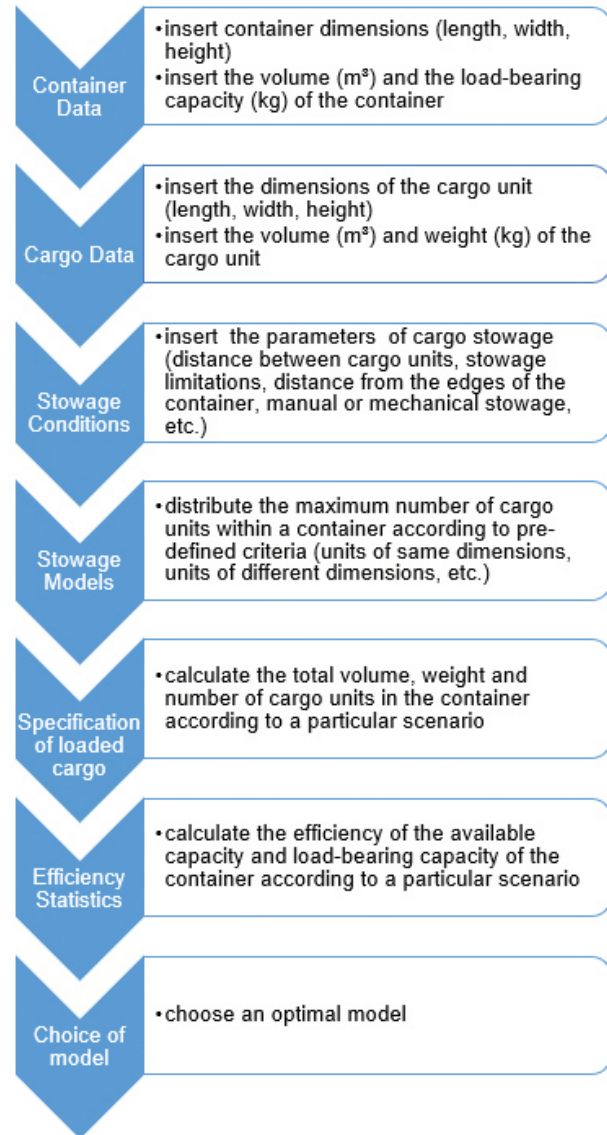 Container
Data
•insert container dimensions (length, width,
height)
•insert the volume (m³) and the load-bearing
capacity (kg) of the container
Cargo Data
•insert the dimensions of the cargo unit
(length, width, height)
•insert the volume (m³) and weight (kg) of the
cargo unit
Stowage
Conditions
•insert the parameters of cargo stowage
(distance between cargo units, stowage
limitations, distance from the edges of the
container, manual or mechanical stowage,
etc.)
Stowage
Models
•distribute the maximum number of cargo
units within a container according to pre-
defined criteria (units of same dimensions,
units of different dimensions, etc.)
Specification
of loaded
cargo
•calculate the total volume, weight and
number of cargo units in the container
according to a particular scenario
Efficiency
Statistics
•calculate the efficiency of the available
capacity and load-bearing capacity of the
container according to a particular scenario
Choice of
model
•choose an optimal model